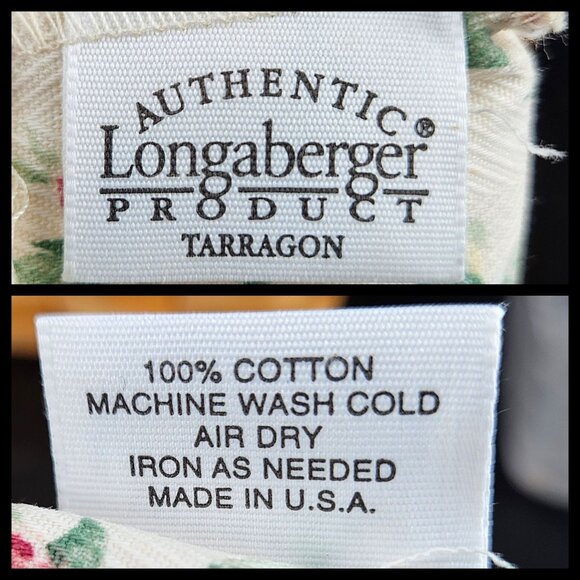 AUTHENTIC
Longaberger®
PRODUCT
TARRAGON
100% COTTON
MACHINE WASH COLD
AIR DRY
IRON AS NEEDED
MADE IN U.S.A.